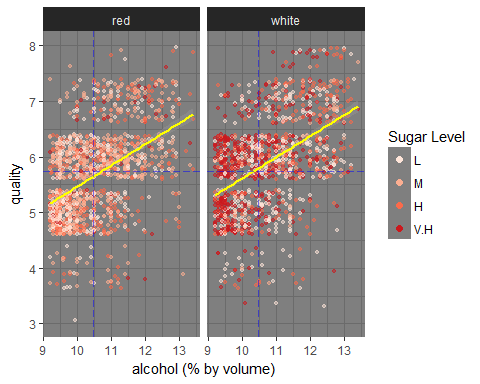 red white
8
7
6
5
4
3
quality
9 10 11 12 13 9 10 11 12 13
alcohol (% by volume)
Sugar Level
L
M
H
V.H